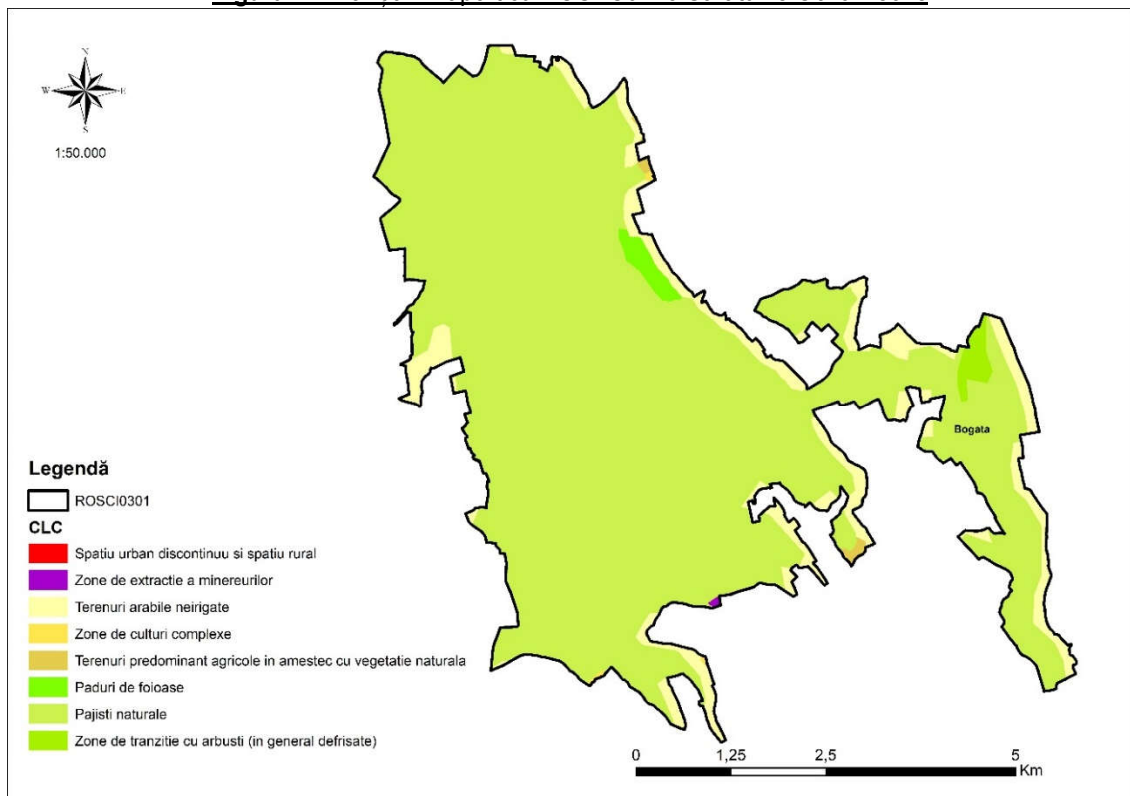 N
W E
S
1:50.000
Bogata
Legendă
ROSCI0301
CLC
Spatiu urban discontinuu si spatiu rural
Zone de extractie a minereurilor
Terenuri arabile neirigate
Zone de culturi complexe
Terenuri predominant agricole in amestec cu vegetatie naturala
Paduri de foioase
Pajisti naturale
Zone de tranzitie cu arbusti (in general defrisate)
0 1,25 2,5 5
Km